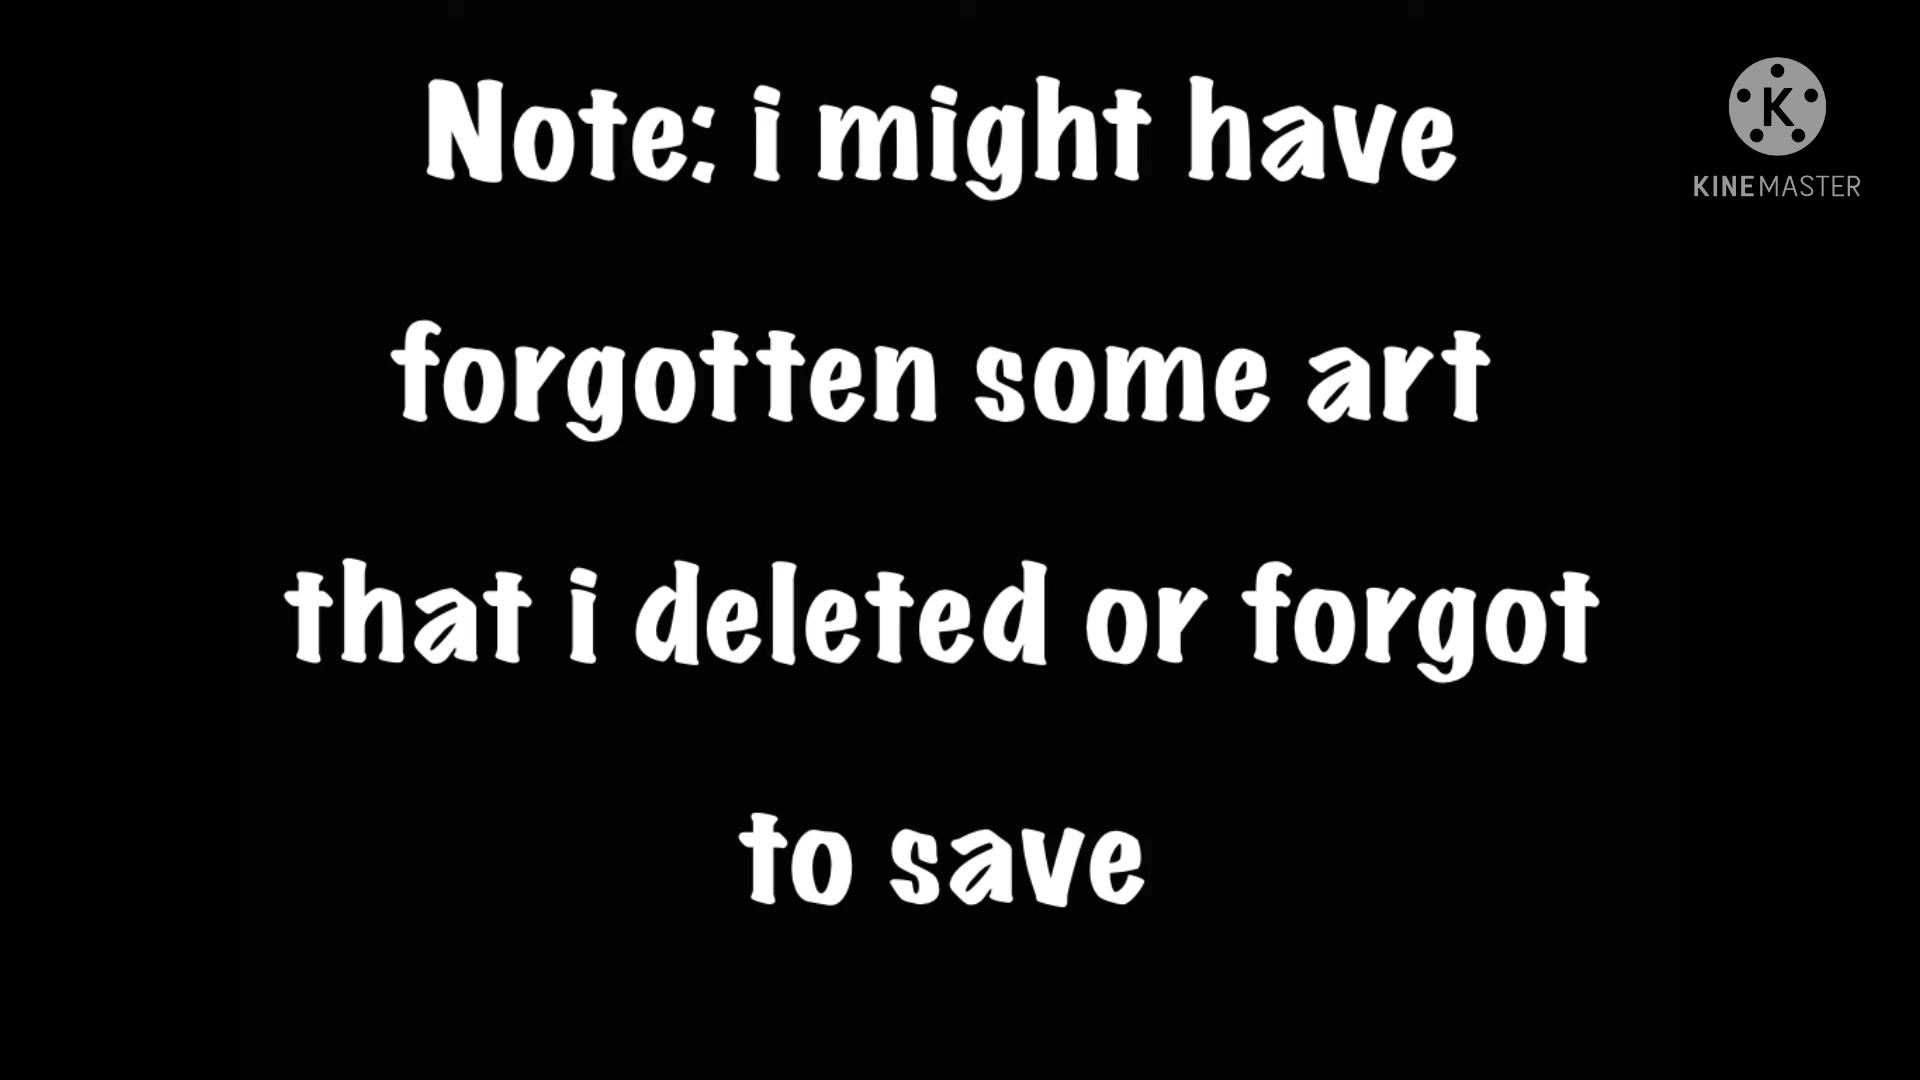 Note: i might have
forgotten some art
that i deleted or forgot
to save
K
KINEMASTER